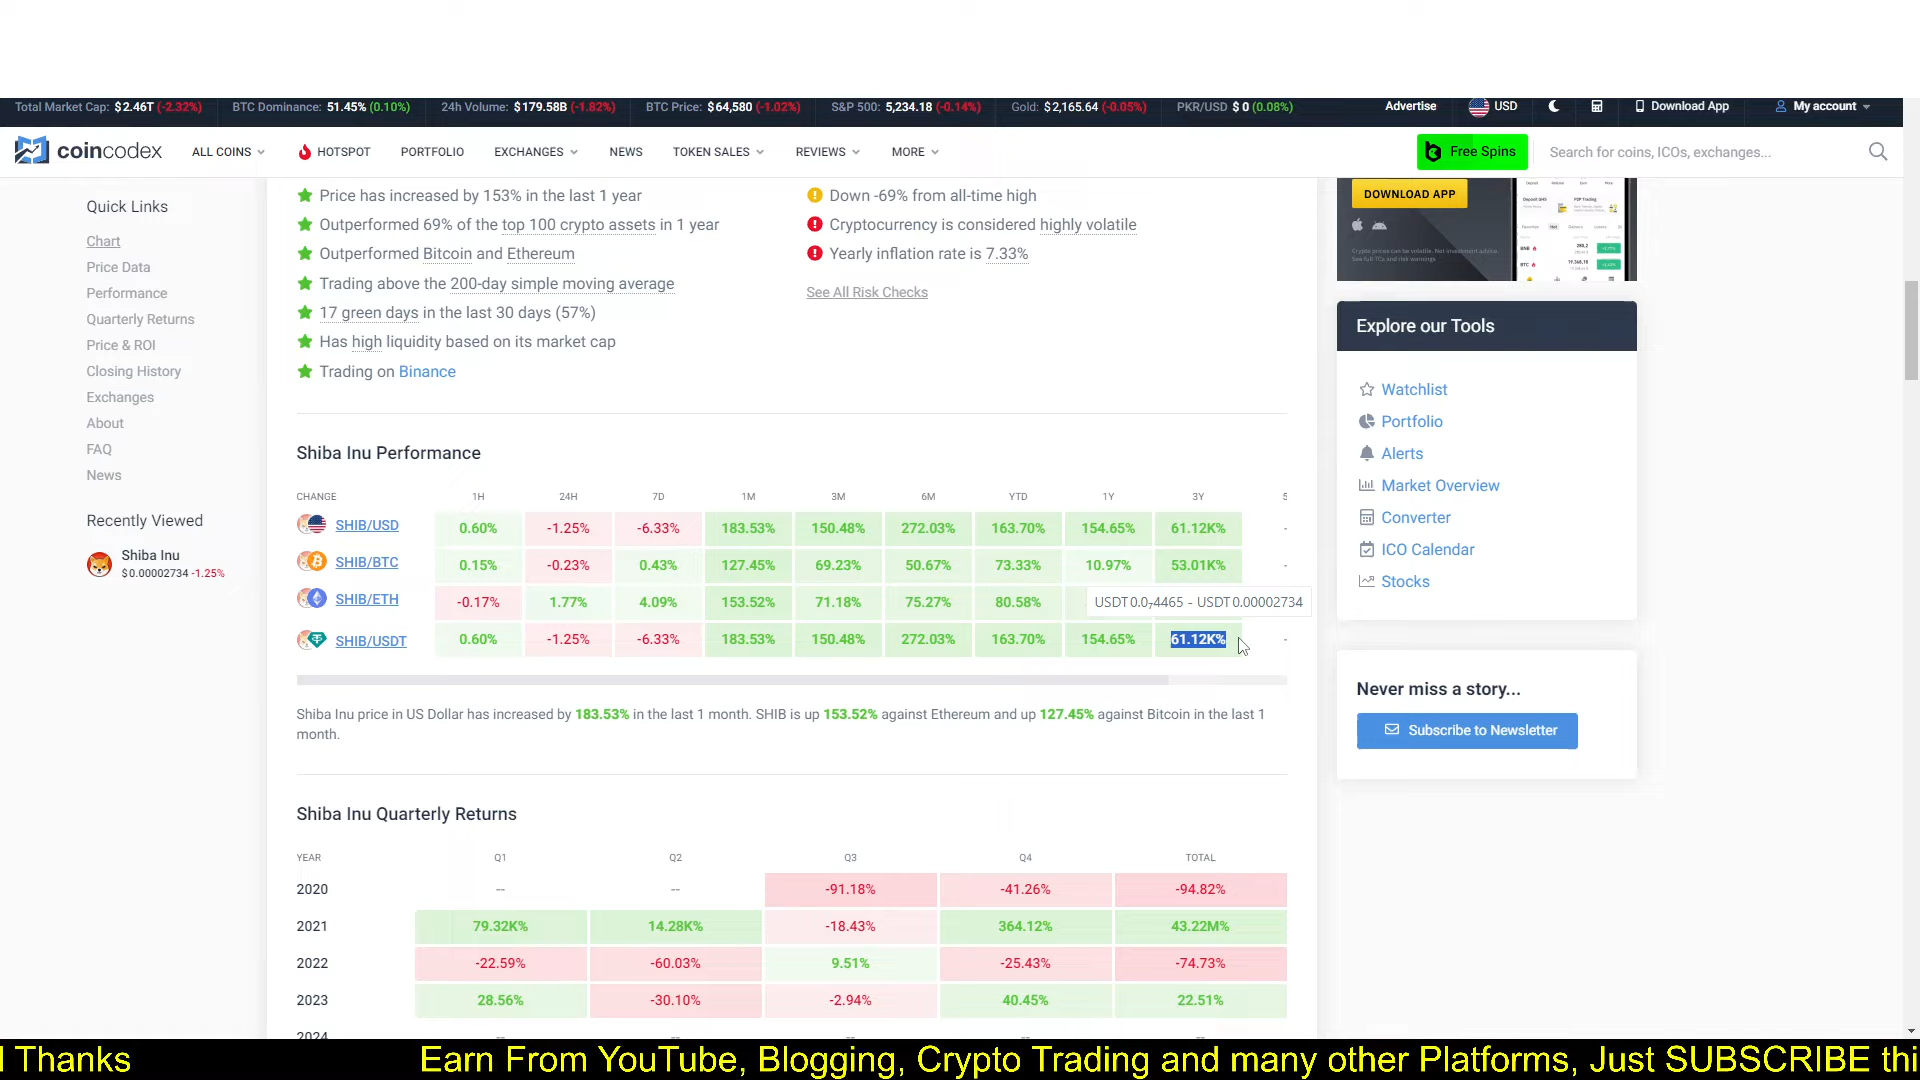 Total Market Cap: $2.46T (-2.32%) BTC Dominance: 51.45% (0.10%) 24h Volume: $179.58B (-1.82%) BTC Price: $64,580 (-1.02%) S&P 500: 5,234.18 (-0.14%) Gold: $2,165.64 (-0.05%) PKR/USD $0 (0.08%) Advertise USD Download App My account
coincodex ALL COINS HOTSPOT PORTFOLIO EXCHANGES NEWS TOKEN SALES REVIEWS MORE Free Spins Search for coins, ICOs, exchanges...
Quick Links
Chart
Price Data
Performance
Quarterly Returns
Price & ROI
Closing History
Exchanges
About
FAQ
News
Recently Viewed
Shiba Inu
$0.00002734 -1.25%
Price has increased by 153% in the last 1 year
Outperformed 69% of the top 100 crypto assets in 1 year
Outperformed Bitcoin and Ethereum
Trading above the 200-day simple moving average
17 green days in the last 30 days (57%)
Has high liquidity based on its market cap
Trading on Binance
Down -69% from all-time high
Cryptocurrency is considered highly volatile
Yearly inflation rate is 7.33%
See All Risk Checks
Shiba Inu Performance
CHANGE 1H 24H 7D 1M 3M 6M YTD 1Y 3Y 5
SHIB/USD 0.60% -1.25% -6.33% 183.53% 150.48% 272.03% 163.70% 154.65% 61.12K% -
SHIB/BTC 0.15% -0.23% 0.43% 127.45% 69.23% 50.67% 73.33% 10.97% 53.01K% -
SHIB/ETH -0.17% 1.77% 4.09% 153.52% 71.18% 75.27% 80.58% USDT0.0₇4465 - USDT0.00002734
SHIB/USDT 0.60% -1.25% -6.33% 183.53% 150.48% 272.03% 163.70% 154.65% 61.12K% -
Shiba Inu price in US Dollar has increased by 183.53% in the last 1 month. SHIB is up 153.52% against Ethereum and up 127.45% against Bitcoin in the last 1
month.
Shiba Inu Quarterly Returns
YEAR Q1 Q2 Q3 Q4 TOTAL
2020 -- -- -91.18% -41.26% -94.82%
2021 79.32K% 14.28K% -18.43% 364.12% 43.22M%
2022 -22.59% -60.03% 9.51% -25.43% -74.73%
2023 28.56% -30.10% -2.94% 40.45% 22.51%
2024
DOWNLOAD APP
Explore our Tools
Watchlist
Portfolio
Alerts
Market Overview
Converter
ICO Calendar
Stocks
Never miss a story...
Subscribe to Newsletter
Thanks Earn From YouTube, Blogging, Crypto Trading and many other Platforms, Just SUBSCRIBE thi